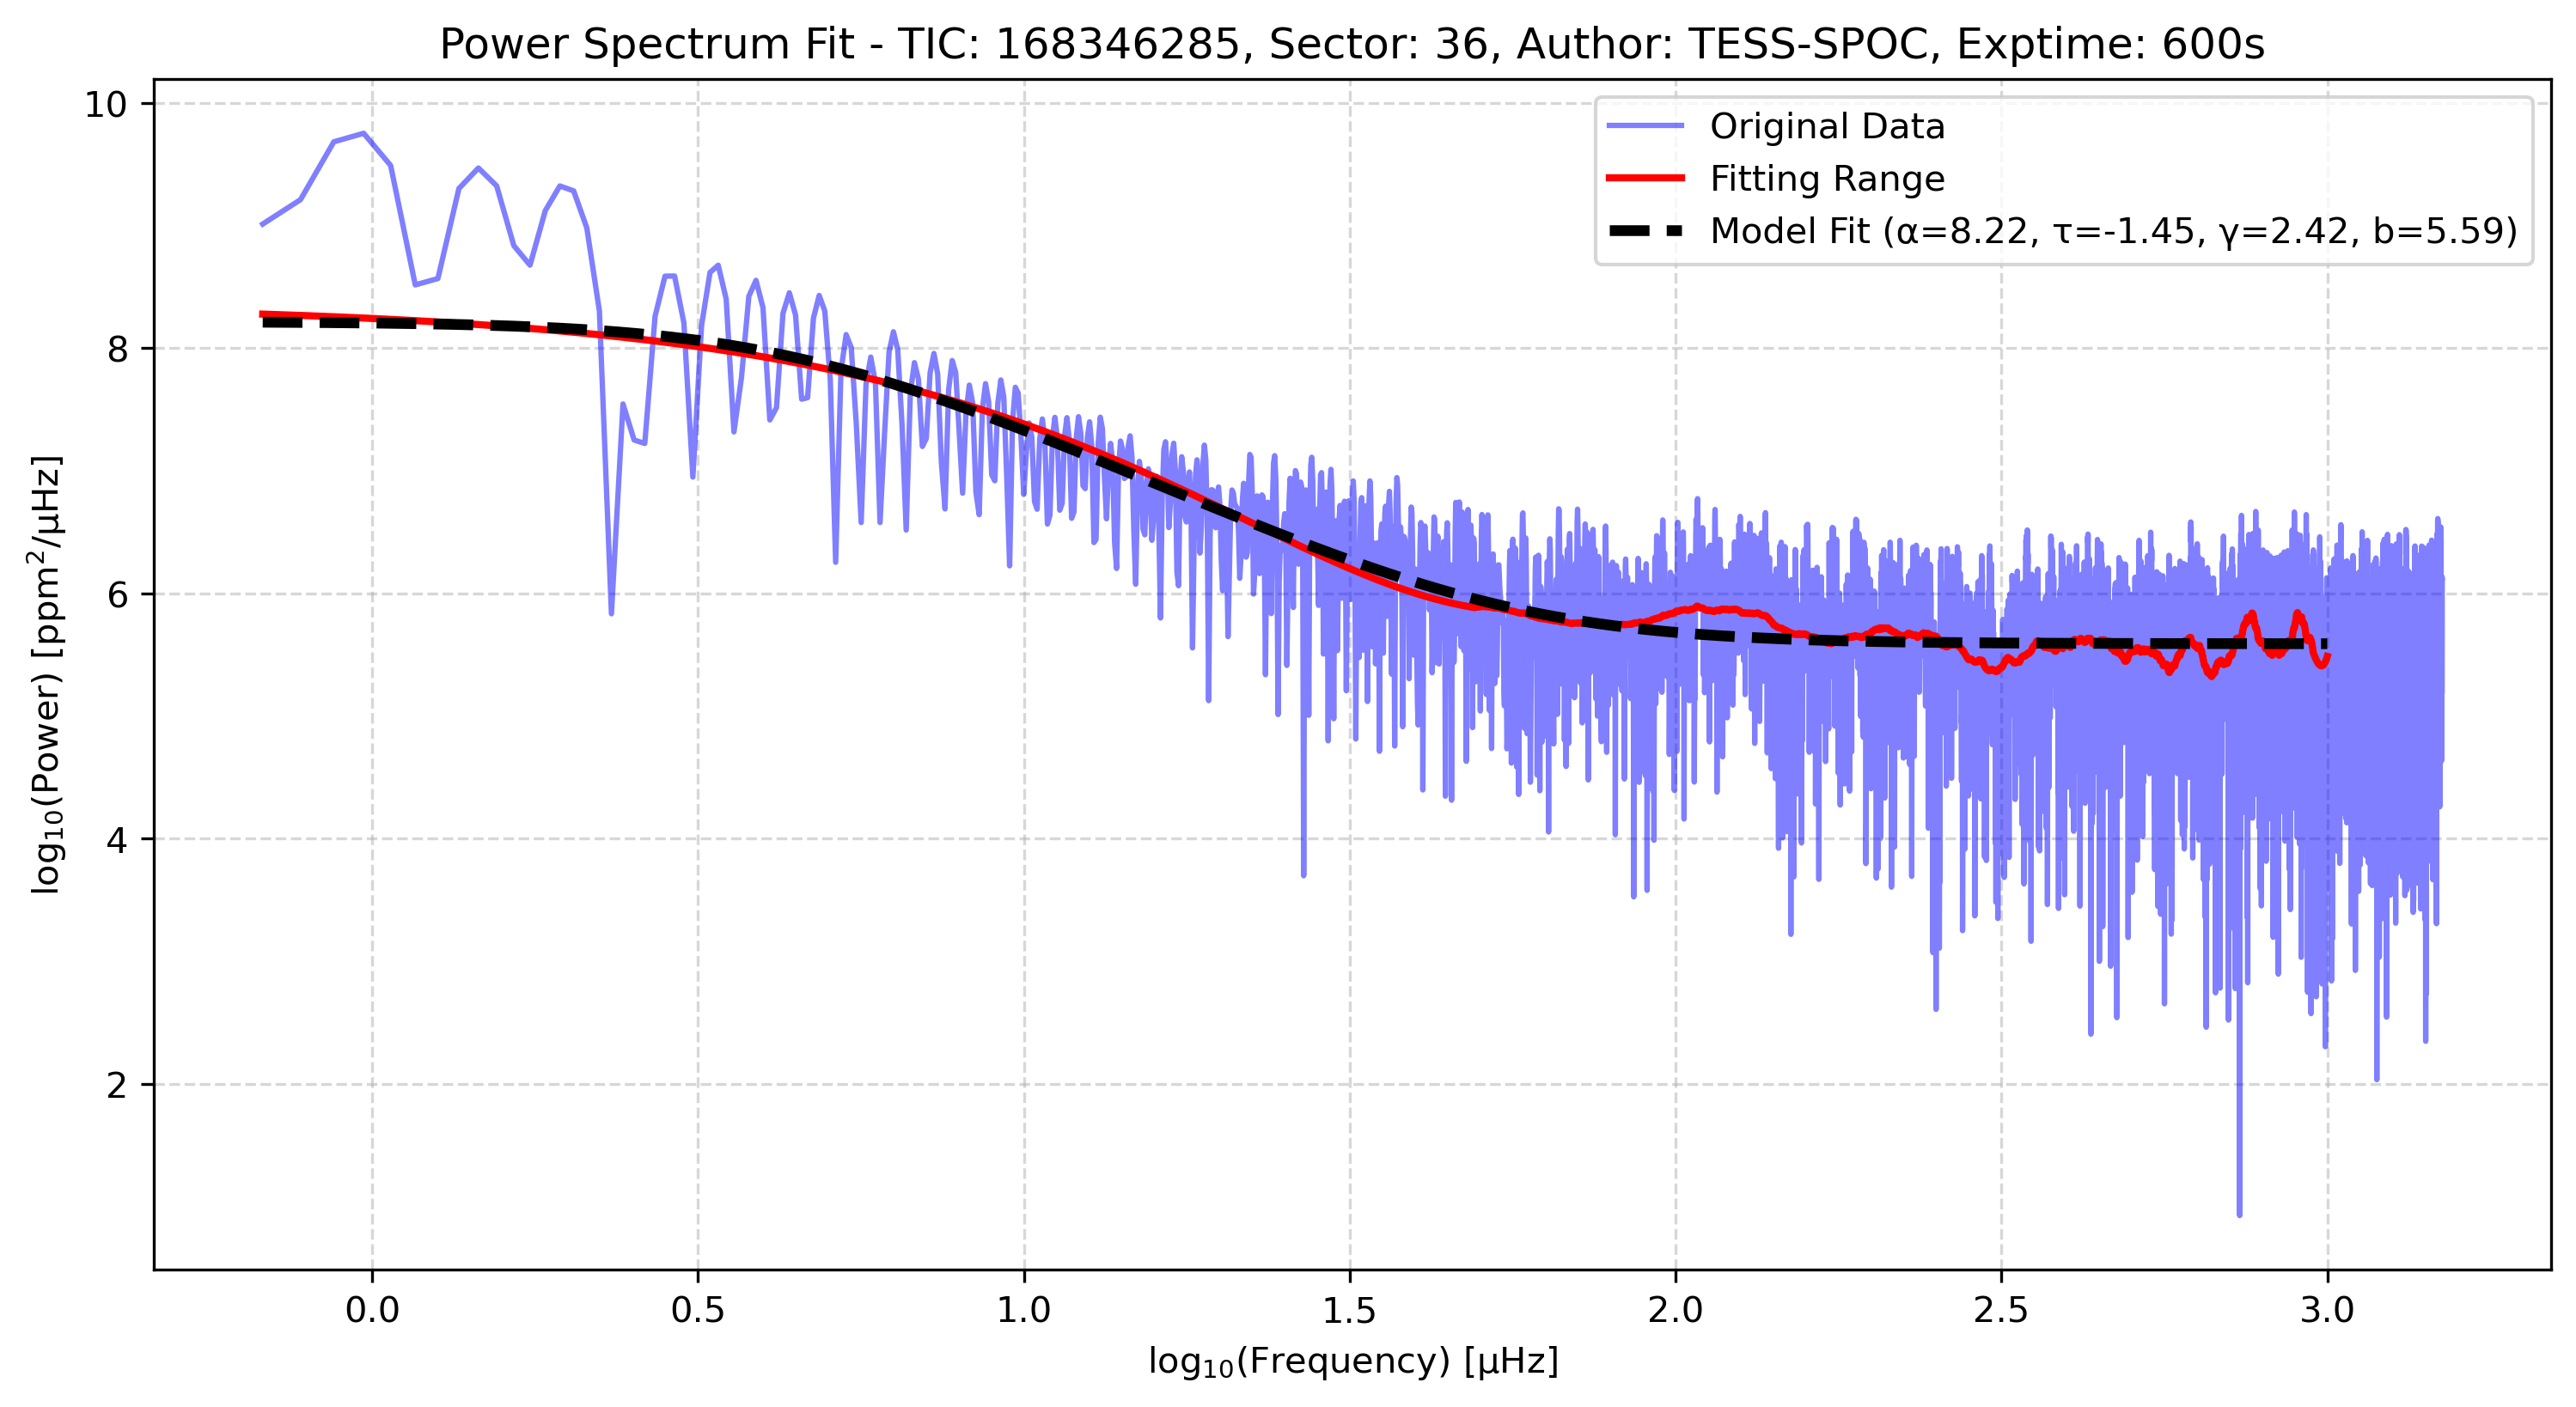 Power Spectrum Fit - TIC: 168346285, Sector: 36, Author: TESS-SPOC, Exptime: 600s
Original Data
Fitting Range
Model Fit (α=8.22, τ=-1.45, γ=2.42, b=5.59)
log₁₀(Power) [ppm²/μHz]
10
8
6
4
2
0.0 0.5 1.0 1.5 2.0 2.5 3.0
log₁₀(Frequency) [μHz]